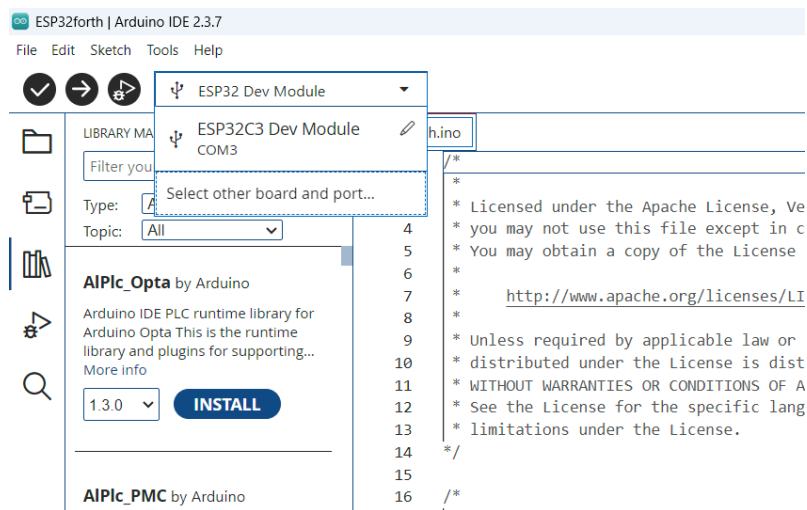 ESP32forth | Arduino IDE 2.3.7
File Edit Sketch Tools Help
ESP32 Dev Module
ESP32C3 Dev Module
COM3
Select other board and port...
LIBRARY MA
Filter you
Type:
Topic: All
AlPlc_Opta by Arduino
Arduino IDE PLC runtime library for
Arduino Opta This is the runtime
library and plugins for supporting...
More info
1.3.0 INSTALL
AlPlc_PMC by Arduino
h.ino
/*
*
* Licensed under the Apache License, Ve
4 * you may not use this file except in c
5 * You may obtain a copy of the License
6 *
7 * http://www.apache.org/licenses/LI
8 *
9 * Unless required by applicable law or
10 * distributed under the License is dist
11 * WITHOUT WARRANTIES OR CONDITIONS OF A
12 * See the License for the specific lang
13 * limitations under the License.
14 */
15
16 /*